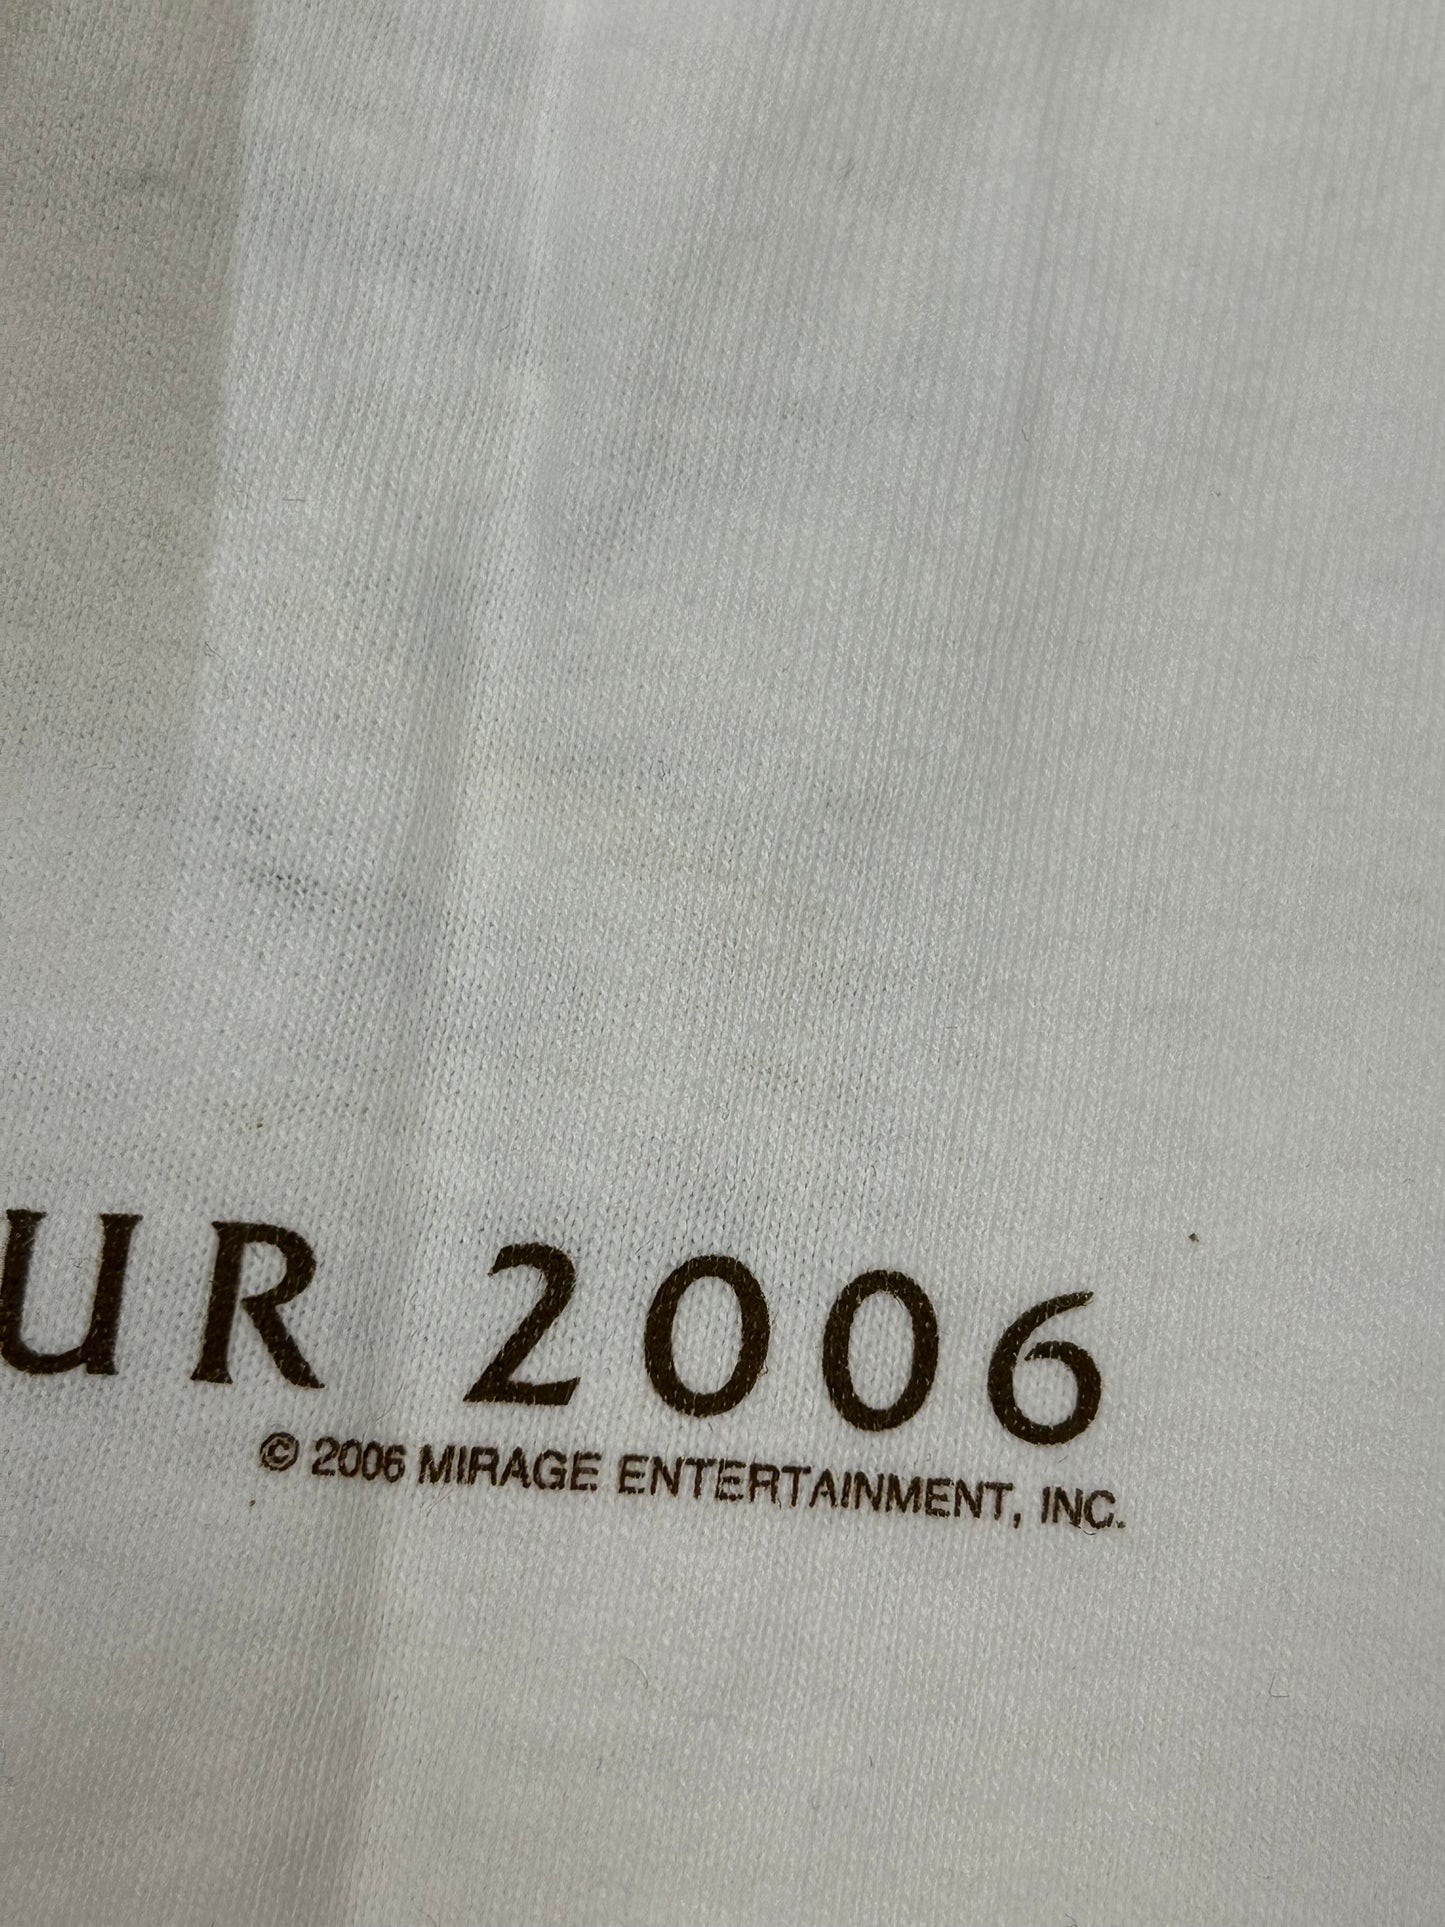 UR 2006
© 2006 MIRAGE ENTERTAINMENT, INC.